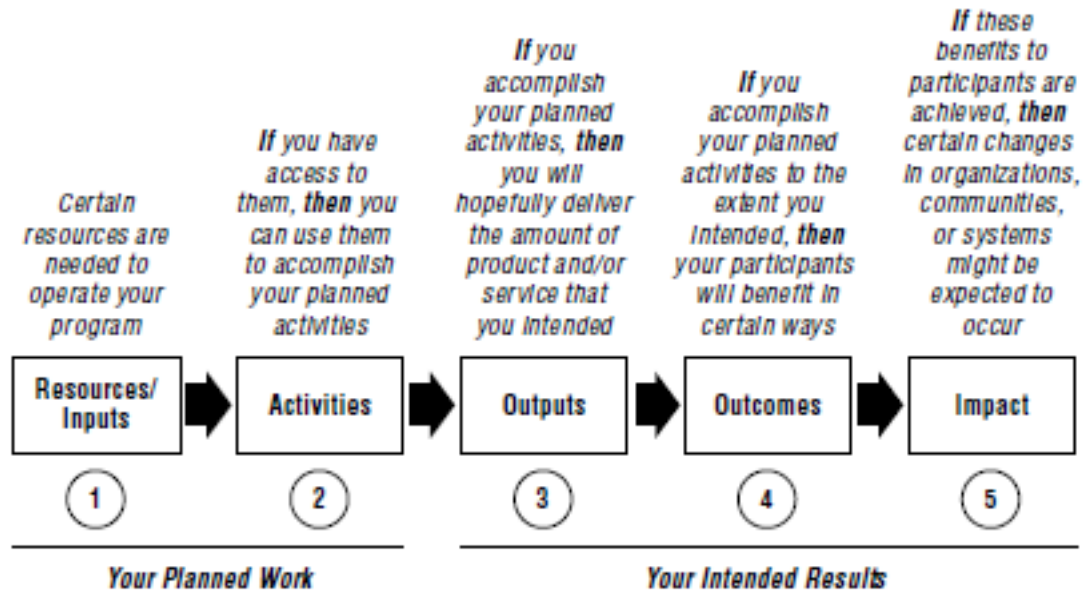 Certain
resources are
needed to
operate your
program
If you have
access to
them, then you
can use them
to accomplish
your planned
activities
If you
accomplish
your planned
activities, then
you will
hopefully deliver
the amount of
product and/or
service that
you intended
If you
accomplish
your planned
activities to the
extent you
intended, then
your participants
will benefit in
certain ways
If these
benefits to
participants are
achieved, then
certain changes
in organizations,
communities,
or systems
might be
expected to
occur
Resources/
Inputs
Activities
Outputs
Outcomes
Impact
1
2
3
4
5
Your Planned Work
Your Intended Results